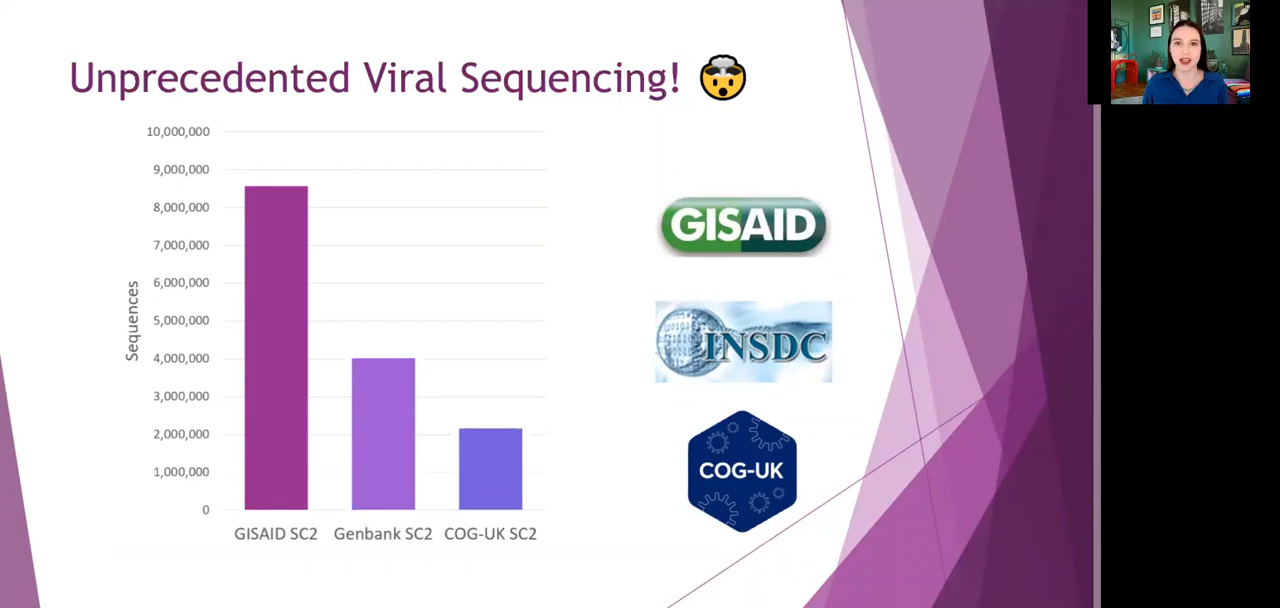 Unprecedented Viral Sequencing! 🤯
10,000,000
9,000,000
8,000,000
7,000,000
6,000,000
5,000,000
4,000,000
3,000,000
2,000,000
1,000,000
0
Sequences
GISAID SC2 Genbank SC2 COG-UK SC2
GISAID
INSDC
COG-UK